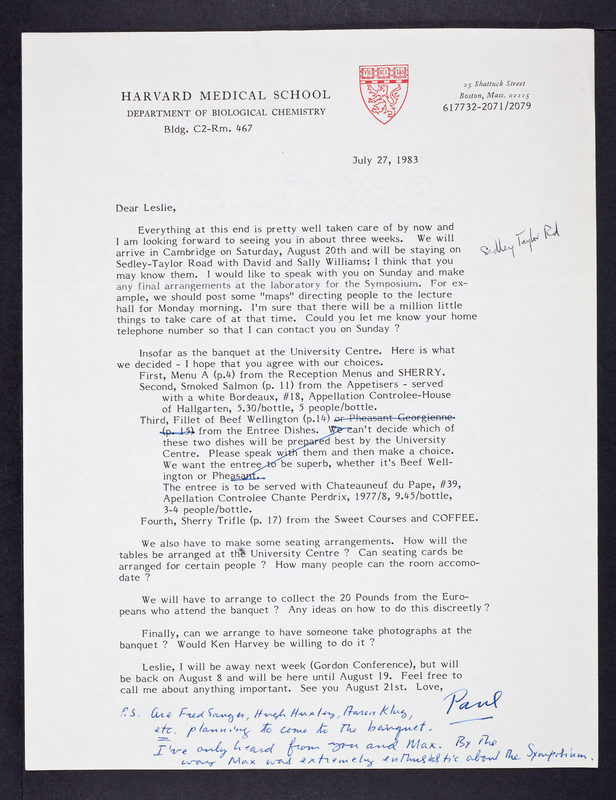 HARVARD MEDICAL SCHOOL
DEPARTMENT OF BIOLOGICAL CHEMISTRY
Bldg. C2-Rm. 467
VE RI TAS
25 Shattuck Street
Boston, Mass. 02115
617732-2071/2079
July 27, 1983
Dear Leslie,
Everything at this end is pretty well taken care of by now and
I am looking forward to seeing you in about three weeks. We will
arrive in Cambridge on Saturday, August 20th and will be staying on
Sedley-Taylor Road with David and Sally Williams; I think that you
may know them. I would like to speak with you on Sunday and make
any final arrangements at the laboratory for the Symposium. For ex-
ample, we should post some "maps" directing people to the lecture
hall for Monday morning. I'm sure that there will be a million little
things to take care of at that time. Could you let me know your home
telephone number so that I can contact you on Sunday ?
Sedley Taylor Rd
Insofar as the banquet at the University Centre. Here is what
we decided - I hope that you agree with our choices.
First, Menu A (p.4) from the Reception Menus and SHERRY.
Second, Smoked Salmon (p. 11) from the Appetisers - served
with a white Bordeaux, #18, Appellation Controlee-House
of Hallgarten, 5.30/bottle, 5 people/bottle.
Third, Fillet of Beef Wellington (p.14) or Pheasant Georgienne
(p. 15) from the Entree Dishes. We can't decide which of
these two dishes will be prepared best by the University
Centre. Please speak with them and then make a choice.
We want the entree to be superb, whether it's Beef Well-
ington or Pheasant.
The entree is to be served with Chateauneuf du Pape, #39,
Apellation Controlee Chante Perdrix, 1977/8, 9.45/bottle,
3-4 people/bottle.
Fourth, Sherry Trifle (p. 17) from the Sweet Courses and COFFEE.
We also have to make some seating arrangements. How will the
tables be arranged at the University Centre ? Can seating cards be
arranged for certain people ? How many people can the room accomo-
date ?
We will have to arrange to collect the 20 Pounds from the Euro-
peans who attend the banquet ? Any ideas on how to do this discreetly ?
Finally, can we arrange to have someone take photographs at the
banquet ? Would Ken Harvey be willing to do it ?
Leslie, I will be away next week (Gordon Conference), but will
be back on August 8 and will be here until August 19. Feel free to
call me about anything important. See you August 21st. Love,
Paul
P.S. Are Fred Sanger, Hugh Huxley, Aaron Klug,
etc. planning to come to the banquet.
I've only heard from you and Max. By the
way Max was extremely enthusiastic about the Symposium.